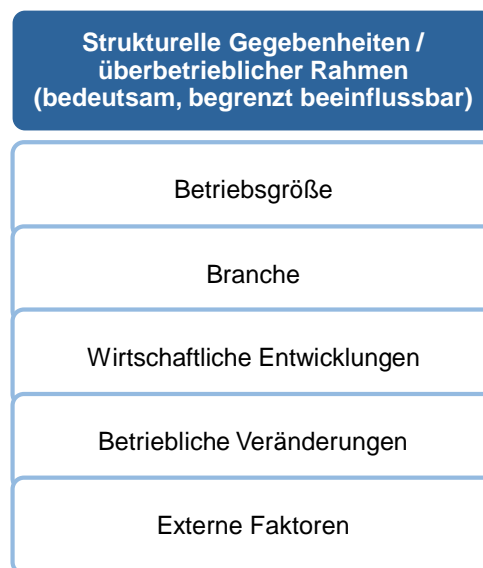 Strukturelle Gegebenheiten /
überbetrieblicher Rahmen
(bedeutsam, begrenzt beeinflussbar)
Betriebsgröße
Branche
Wirtschaftliche Entwicklungen
Betriebliche Veränderungen
Externe Faktoren